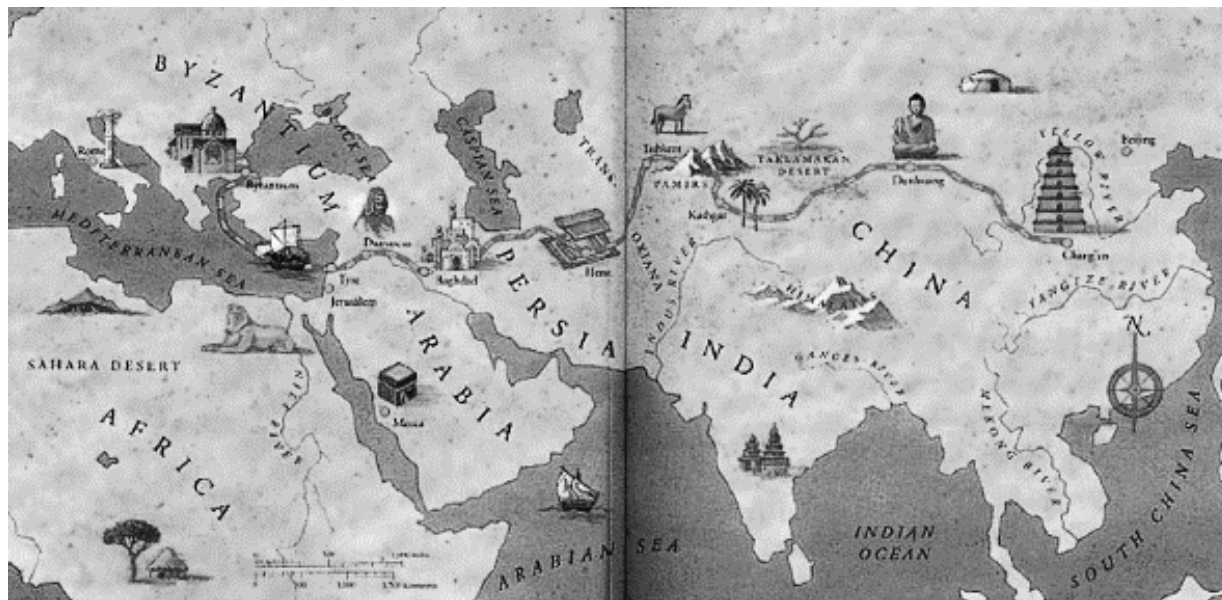 BYZANTIUM
Rome
BLACK SEA
Byzantium
CASPIAN SEA
TRANS-
OXIANA
MEDITERRANEAN SEA
Damascus
Tyre
Jerusalem
Baghdad
PERSIA
ARABIA
SAHARA DESERT
NILE RIVER
Mecca
AFRICA
ARABIAN SEA
Tashkent
PAMIRS
TAKLAMAKAN
DESERT
Kashgar
Dunhuang
YELLOW RIVER
Beijing
CHINA
Chang'an
INDUS RIVER
INDIA
GANGES RIVER
YANGTZE RIVER
N
MEKONG RIVER
INDIAN
OCEAN
SOUTH CHINA SEA